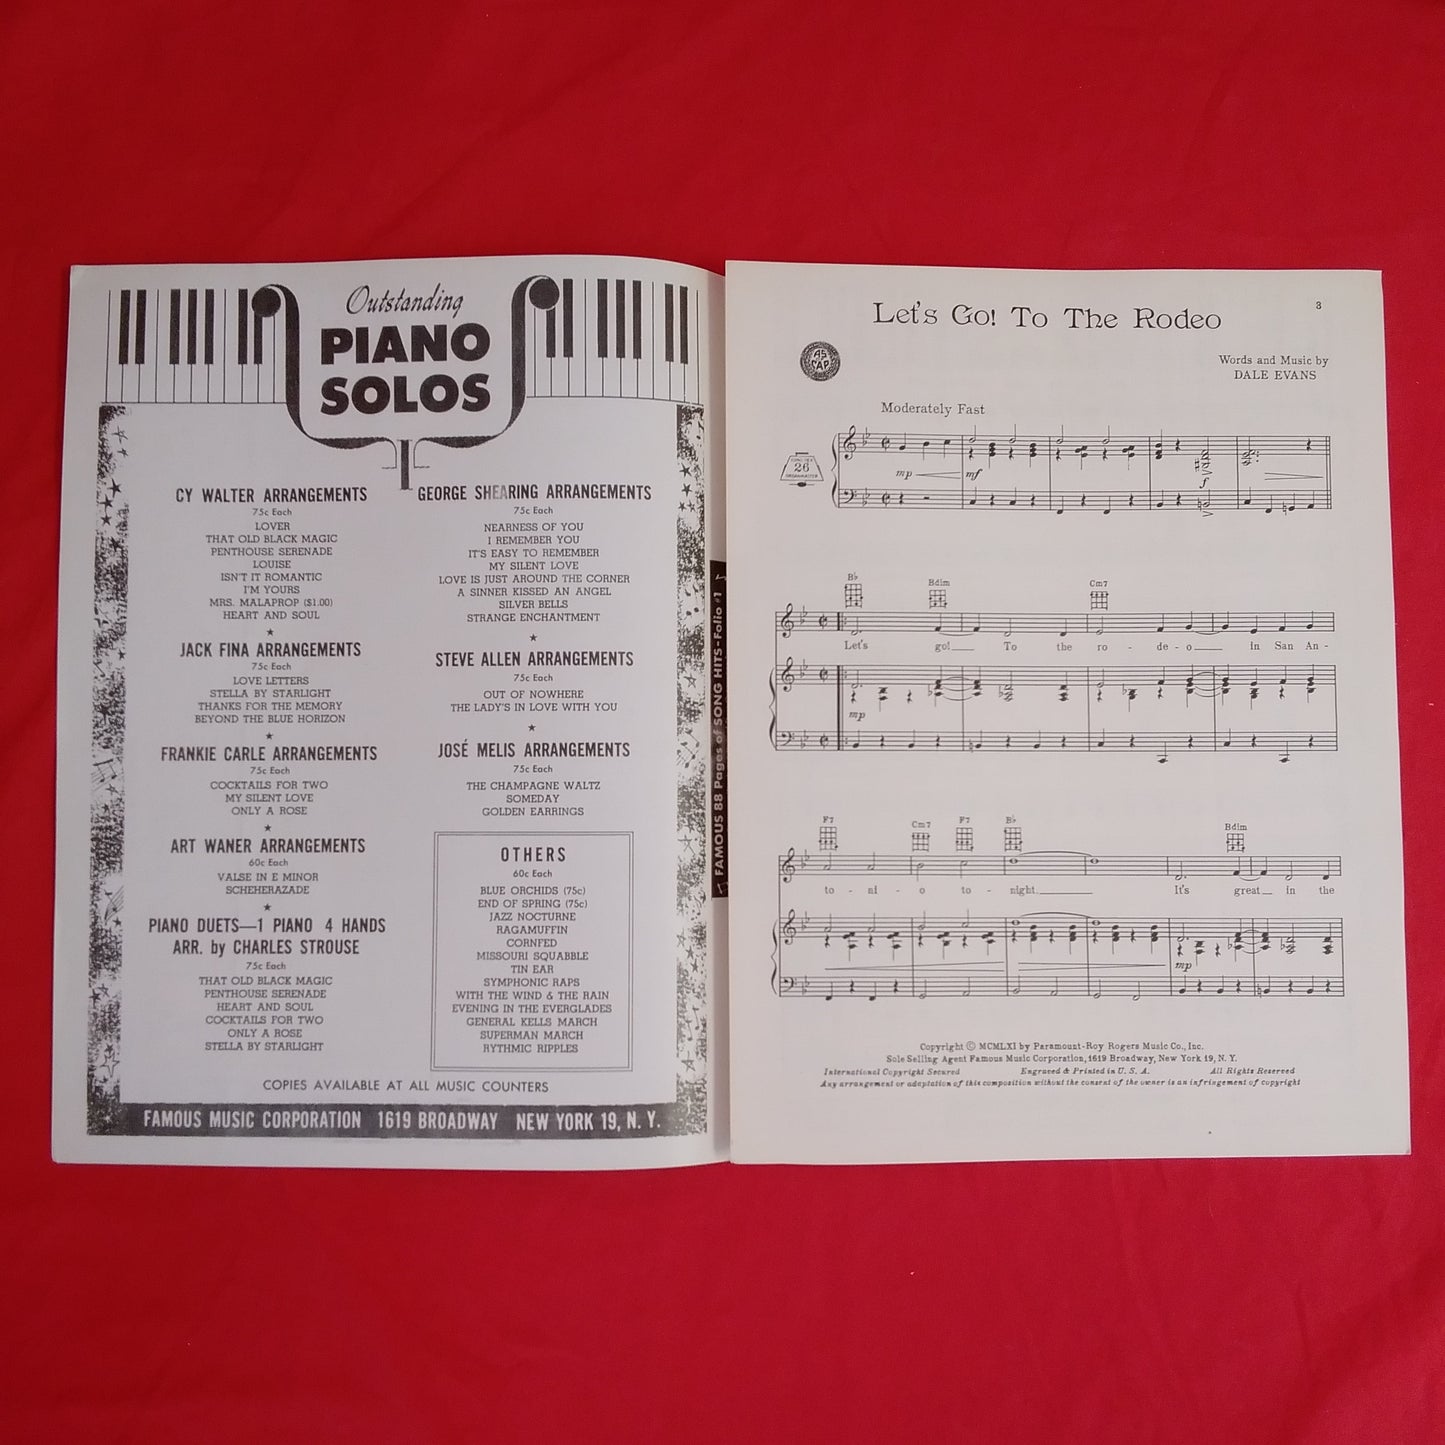 Outstanding
PIANO
SOLOS
CY WALTER ARRANGEMENTS
75c Each
LOVER
THAT OLD BLACK MAGIC
PENTHOUSE SERENADE
LOUISE
ISN'T IT ROMANTIC
I'M YOURS
MRS. MALAPROP ($1.00)
HEART AND SOUL
JACK FINA ARRANGEMENTS
75c Each
LOVE LETTERS
STELLA BY STARLIGHT
THANKS FOR THE MEMORY
BEYOND THE BLUE HORIZON
FRANKIE CARLE ARRANGEMENTS
75c Each
COCKTAILS FOR TWO
MY SILENT LOVE
ONLY A ROSE
ART WANER ARRANGEMENTS
60c Each
VALSE IN E MINOR
SCHEHERAZADE
PIANO DUETS—1 PIANO 4 HANDS
ARR. by CHARLES STROUSE
75c Each
THAT OLD BLACK MAGIC
PENTHOUSE SERENADE
HEART AND SOUL
COCKTAILS FOR TWO
ONLY A ROSE
STELLA BY STARLIGHT
GEORGE SHEARING ARRANGEMENTS
75c Each
NEARNESS OF YOU
I REMEMBER YOU
IT'S EASY TO REMEMBER
MY SILENT LOVE
LOVE IS JUST AROUND THE CORNER
A SINNER KISSED AN ANGEL
SILVER BELLS
STRANGE ENCHANTMENT
STEVE ALLEN ARRANGEMENTS
75c Each
OUT OF NOWHERE
THE LADY'S IN LOVE WITH YOU
JOSÉ MELIS ARRANGEMENTS
75c Each
THE CHAMPAGNE WALTZ
SOMEDAY
GOLDEN EARRINGS
OTHERS
60c Each
BLUE ORCHIDS (75c)
END OF SPRING (75c)
JAZZ NOCTURNE
RAGAMUFFIN
CORNFED
MISSOURI SQUABBLE
TIN EAR
SYMPHONIC RAPS
WITH THE WIND & THE RAIN
EVENING IN THE EVERGLADES
GENERAL KELLS MARCH
SUPERMAN MARCH
RYTHMIC RIPPLES
COPIES AVAILABLE AT ALL MUSIC COUNTERS
FAMOUS MUSIC CORPORATION 1619 BROADWAY NEW YORK 19, N. Y.
FAMOUS 88 Pages of SONG HITS-Folio #1
3
Let's Go! To The Rodeo
ASCAP
Words and Music by
DALE EVANS
Moderately Fast
26
mp mf f
B♭ Bdim Cm7
Let's go!___ To the ro - de - o___ in San An -
mp
F7 Cm7 F7 B♭ Bdim
to - ni - o to - night.___ It's great__ in the
mp
Copyright © MCMLXI by Paramount-Roy Rogers Music Co., Inc.
Sole Selling Agent Famous Music Corporation, 1619 Broadway, New York 19, N. Y.
International Copyright Secured Engraved & Printed in U. S. A. All Rights Reserved
Any arrangement or adaptation of this composition without the consent of the owner is an infringement of copyright